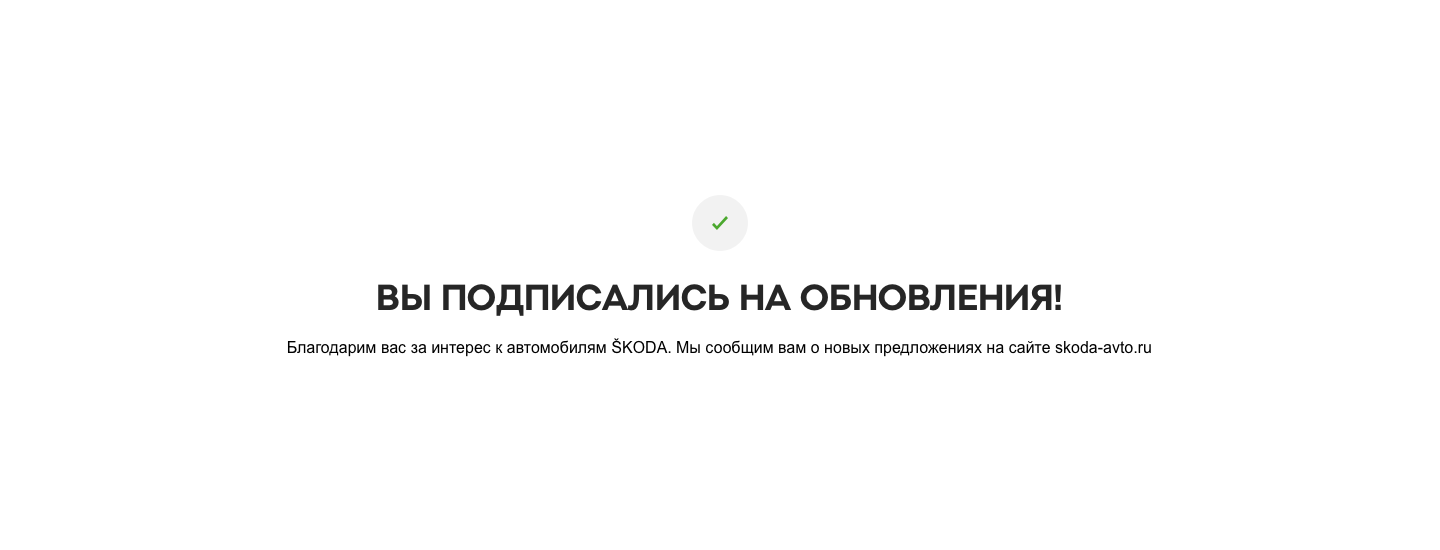 ВЫ ПОДПИСАЛИСЬ НА ОБНОВЛЕНИЯ!
Благодарим вас за интерес к автомобилям ŠKODA. Мы сообщим вам о новых предложениях на сайте skoda-avto.ru